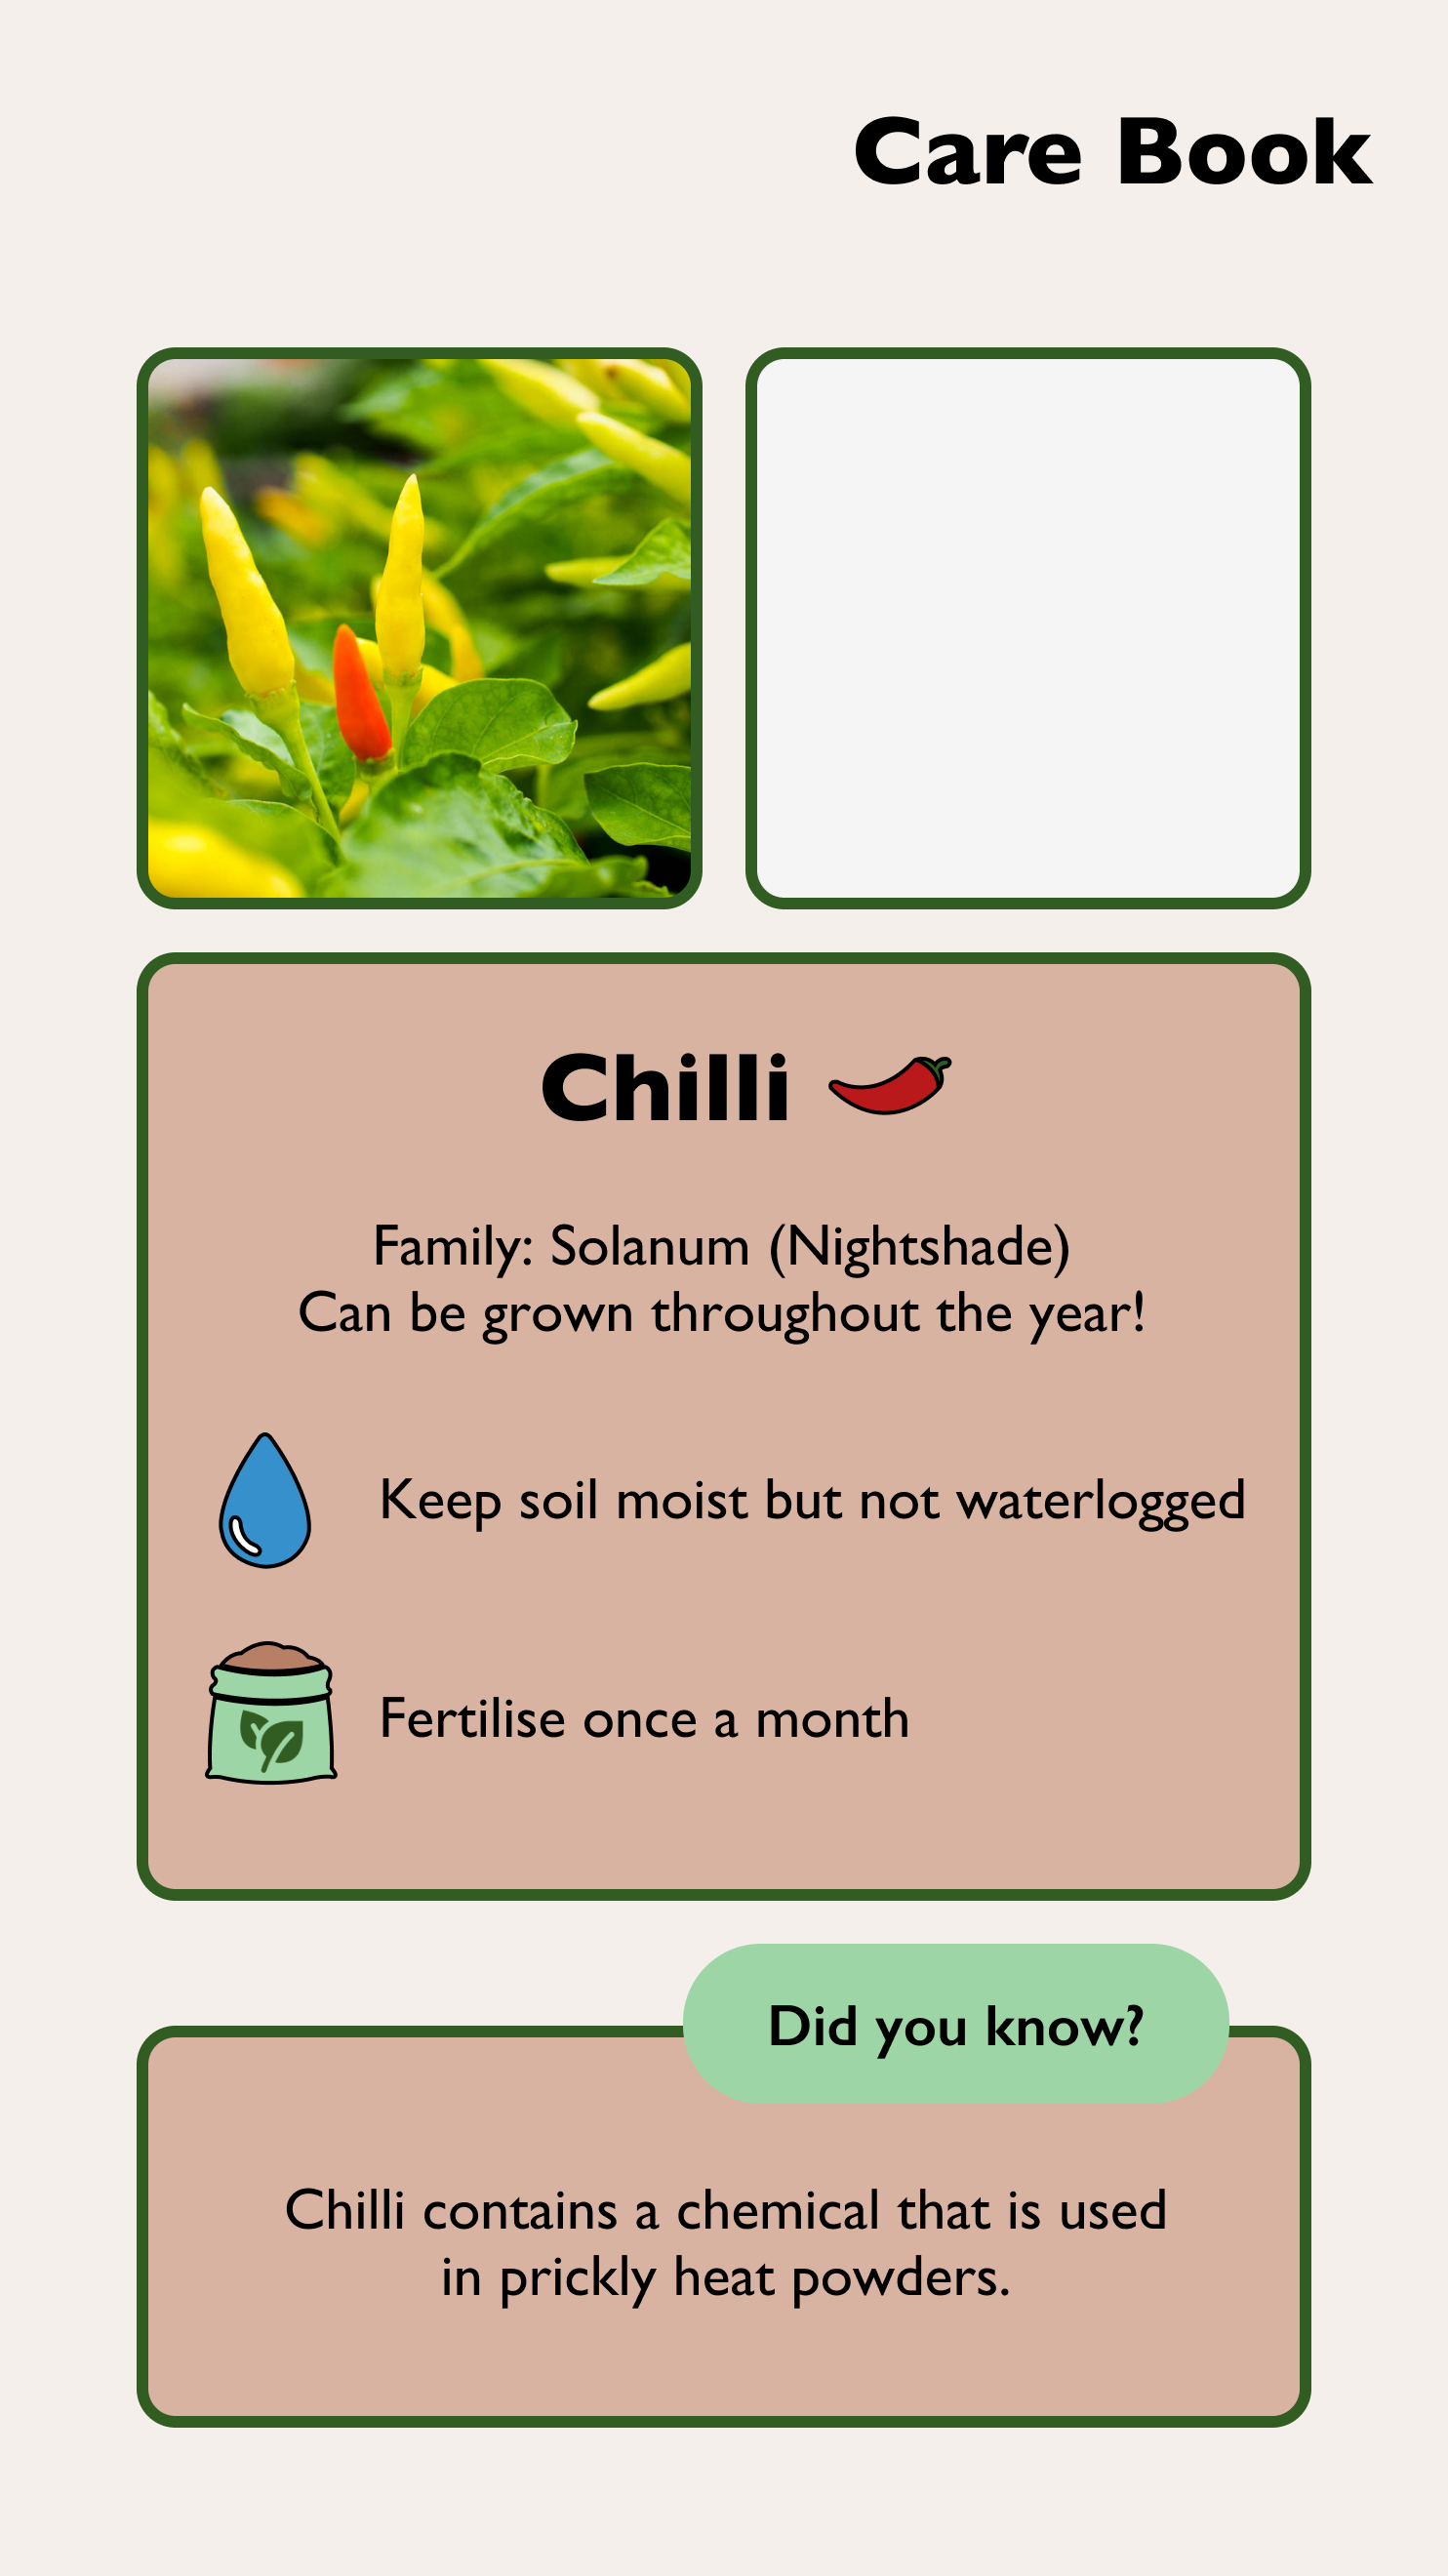 Care Book
Chilli
Family: Solanum (Nightshade)
Can be grown throughout the year!
Keep soil moist but not waterlogged
Fertilise once a month
Did you know?
Chilli contains a chemical that is used
in prickly heat powders.